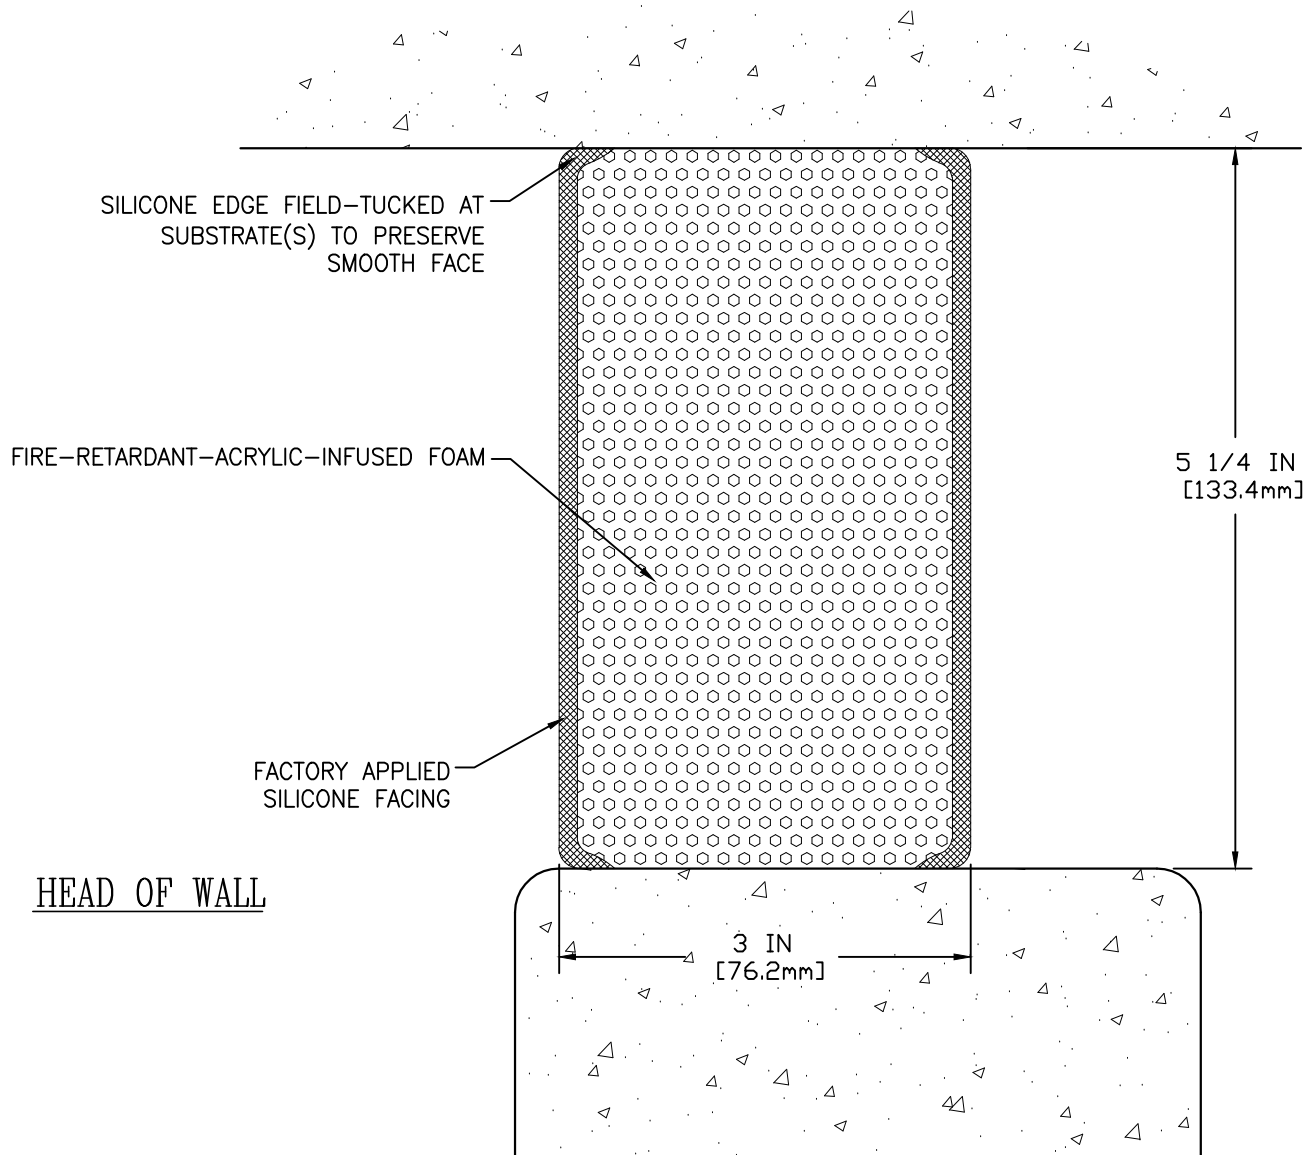 SILICONE EDGE FIELD-TUCKED AT
SUBSTRATE(S) TO PRESERVE
SMOOTH FACE
FIRE-RETARDANT-ACRYLIC-INFUSED FOAM
5 1/4 IN
[133.4mm]
FACTORY APPLIED
SILICONE FACING
HEAD OF WALL
3 IN
[76.2mm]